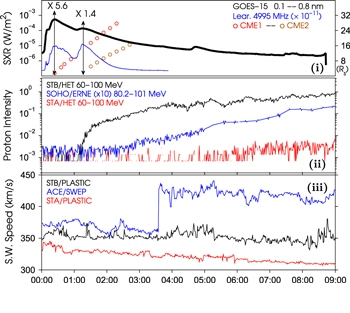 X 5.6
X 1.4
GOES-15 0.1 -- 0.8 nm
Lear. 4995 MHz (× 10⁻¹¹)
CME1 -- CME2
SXR (W/m²)
10⁻³
10⁻⁴
10⁻⁵
10⁻⁶
32
24
16
8
(Rs)
(i)
STB/HET 60-100 MeV
SOHO/ERNE (x10) 80.2-101 MeV
STA/HET 60-100 MeV
Proton Intensity
10⁰
10⁻¹
10⁻²
10⁻³
(ii)
STB/PLASTIC
ACE/SWEP
STA/PLASTIC
S.W. Speed (km/s)
450
400
350
300
(iii)
00:00 01:00 02:00 03:00 04:00 05:00 06:00 07:00 08:00 09:00